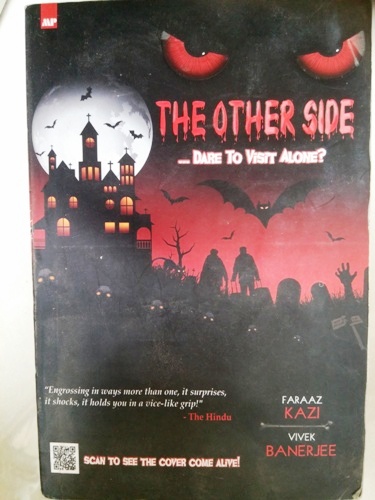 MP
THE OTHER SIDE
... DARE TO VISIT ALONE?
"Engrossing in ways more than one, it surprises,
it shocks, it holds you in a vice-like grip!"
- The Hindu
FARAAZ
KAZI
VIVEK
BANERJEE
SCAN TO SEE THE COVER COME ALIVE!